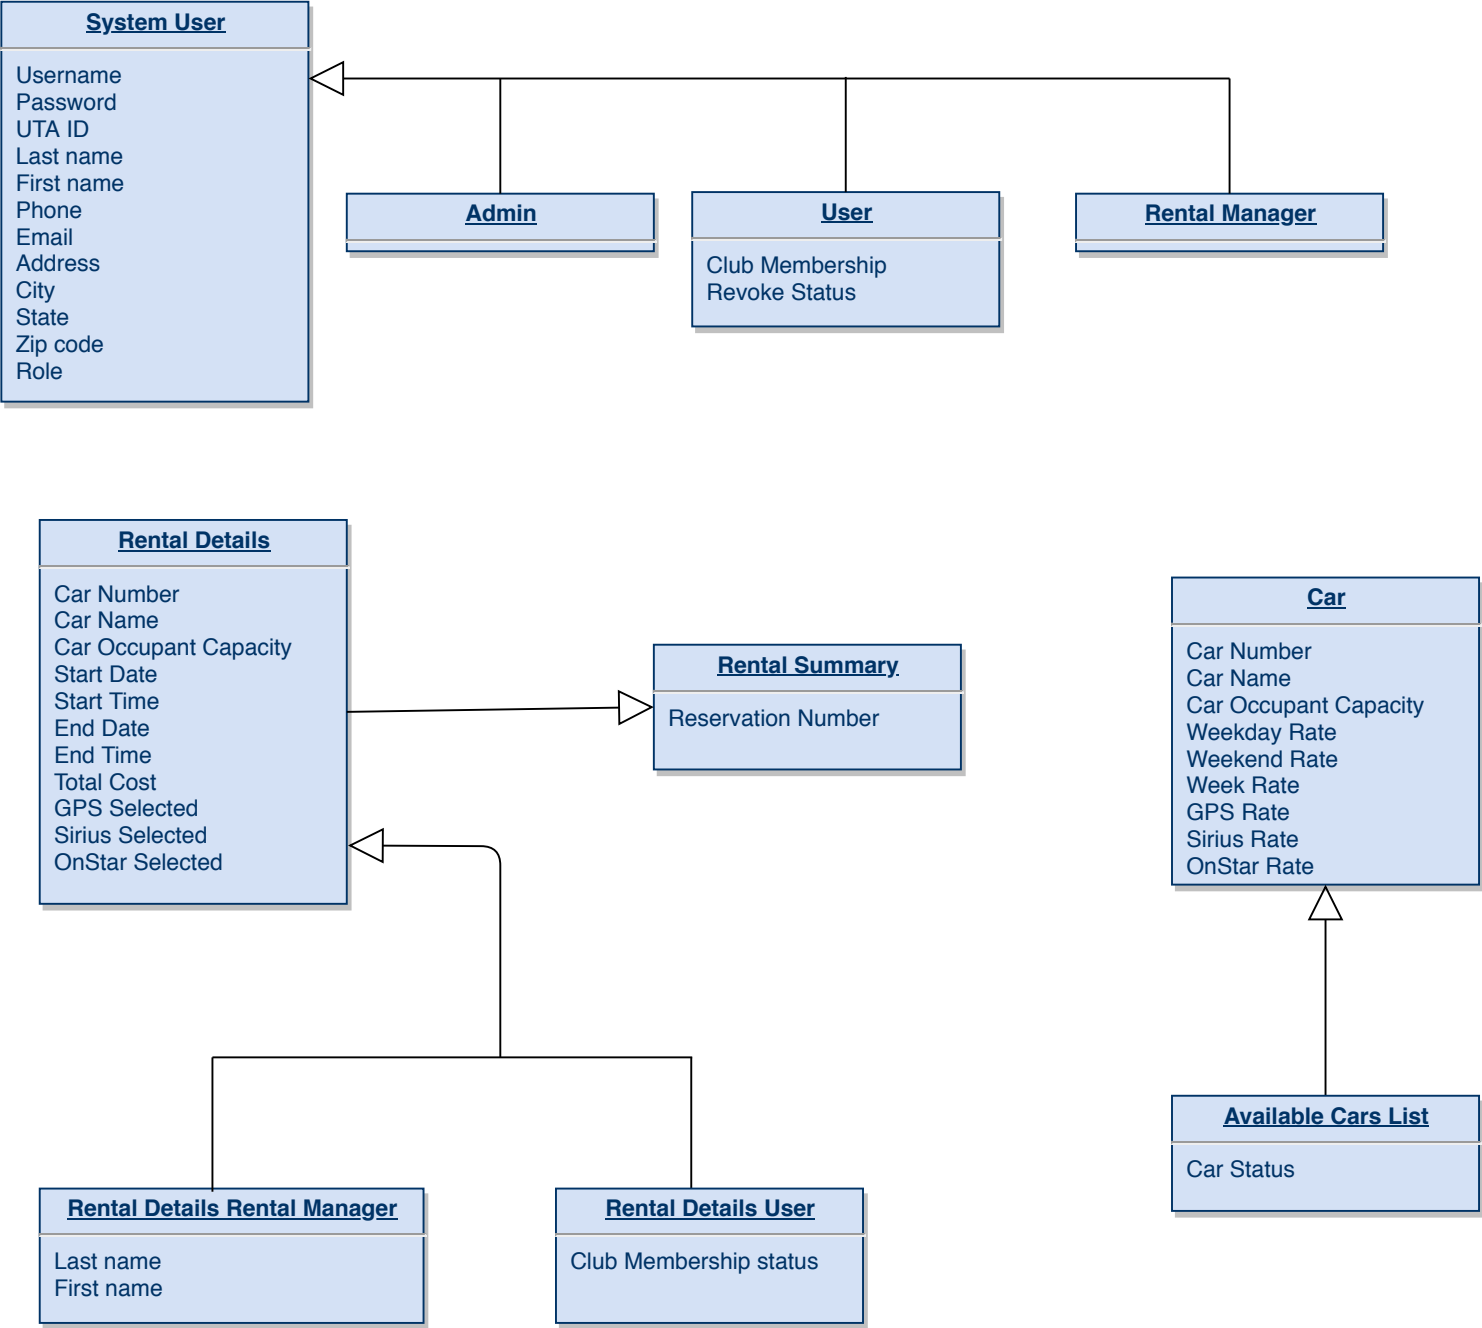 System User
Username
Password
UTA ID
Last name
First name
Phone
Email
Address
City
State
Zip code
Role
Admin
User
Club Membership
Revoke Status
Rental Manager
Rental Details
Car Number
Car Name
Car Occupant Capacity
Start Date
Start Time
End Date
End Time
Total Cost
GPS Selected
Sirius Selected
OnStar Selected
Rental Summary
Reservation Number
Car
Car Number
Car Name
Car Occupant Capacity
Weekday Rate
Weekend Rate
Week Rate
GPS Rate
Sirius Rate
OnStar Rate
Rental Details Rental Manager
Last name
First name
Rental Details User
Club Membership status
Available Cars List
Car Status